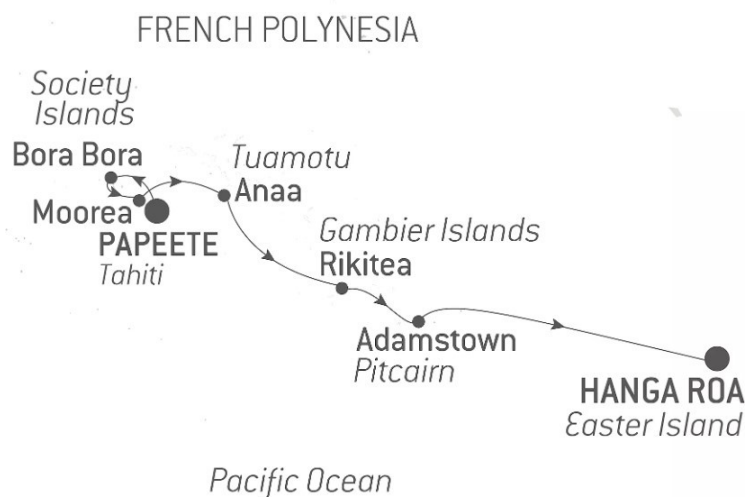 FRENCH POLYNESIA
Society
Islands
Bora Bora
Moorea
PAPEETE
Tahiti
Tuamotu
Anaa
Gambier Islands
Rikitea
Adamstown
Pitcairn
HANGA ROA
Easter Island
Pacific Ocean